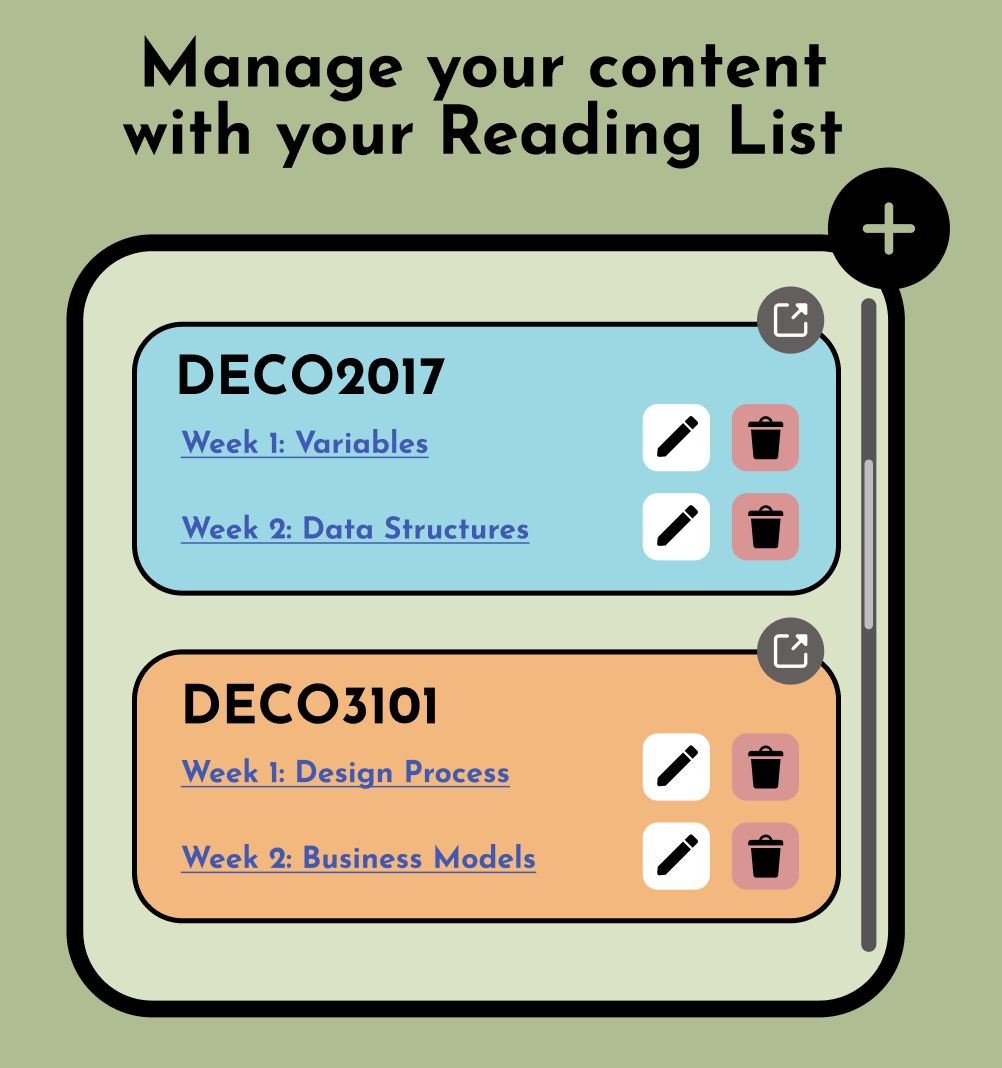 Manage your content
with your Reading List
DECO2017
Week 1: Variables
Week 2: Data Structures
DECO3101
Week 1: Design Process
Week 2: Business Models